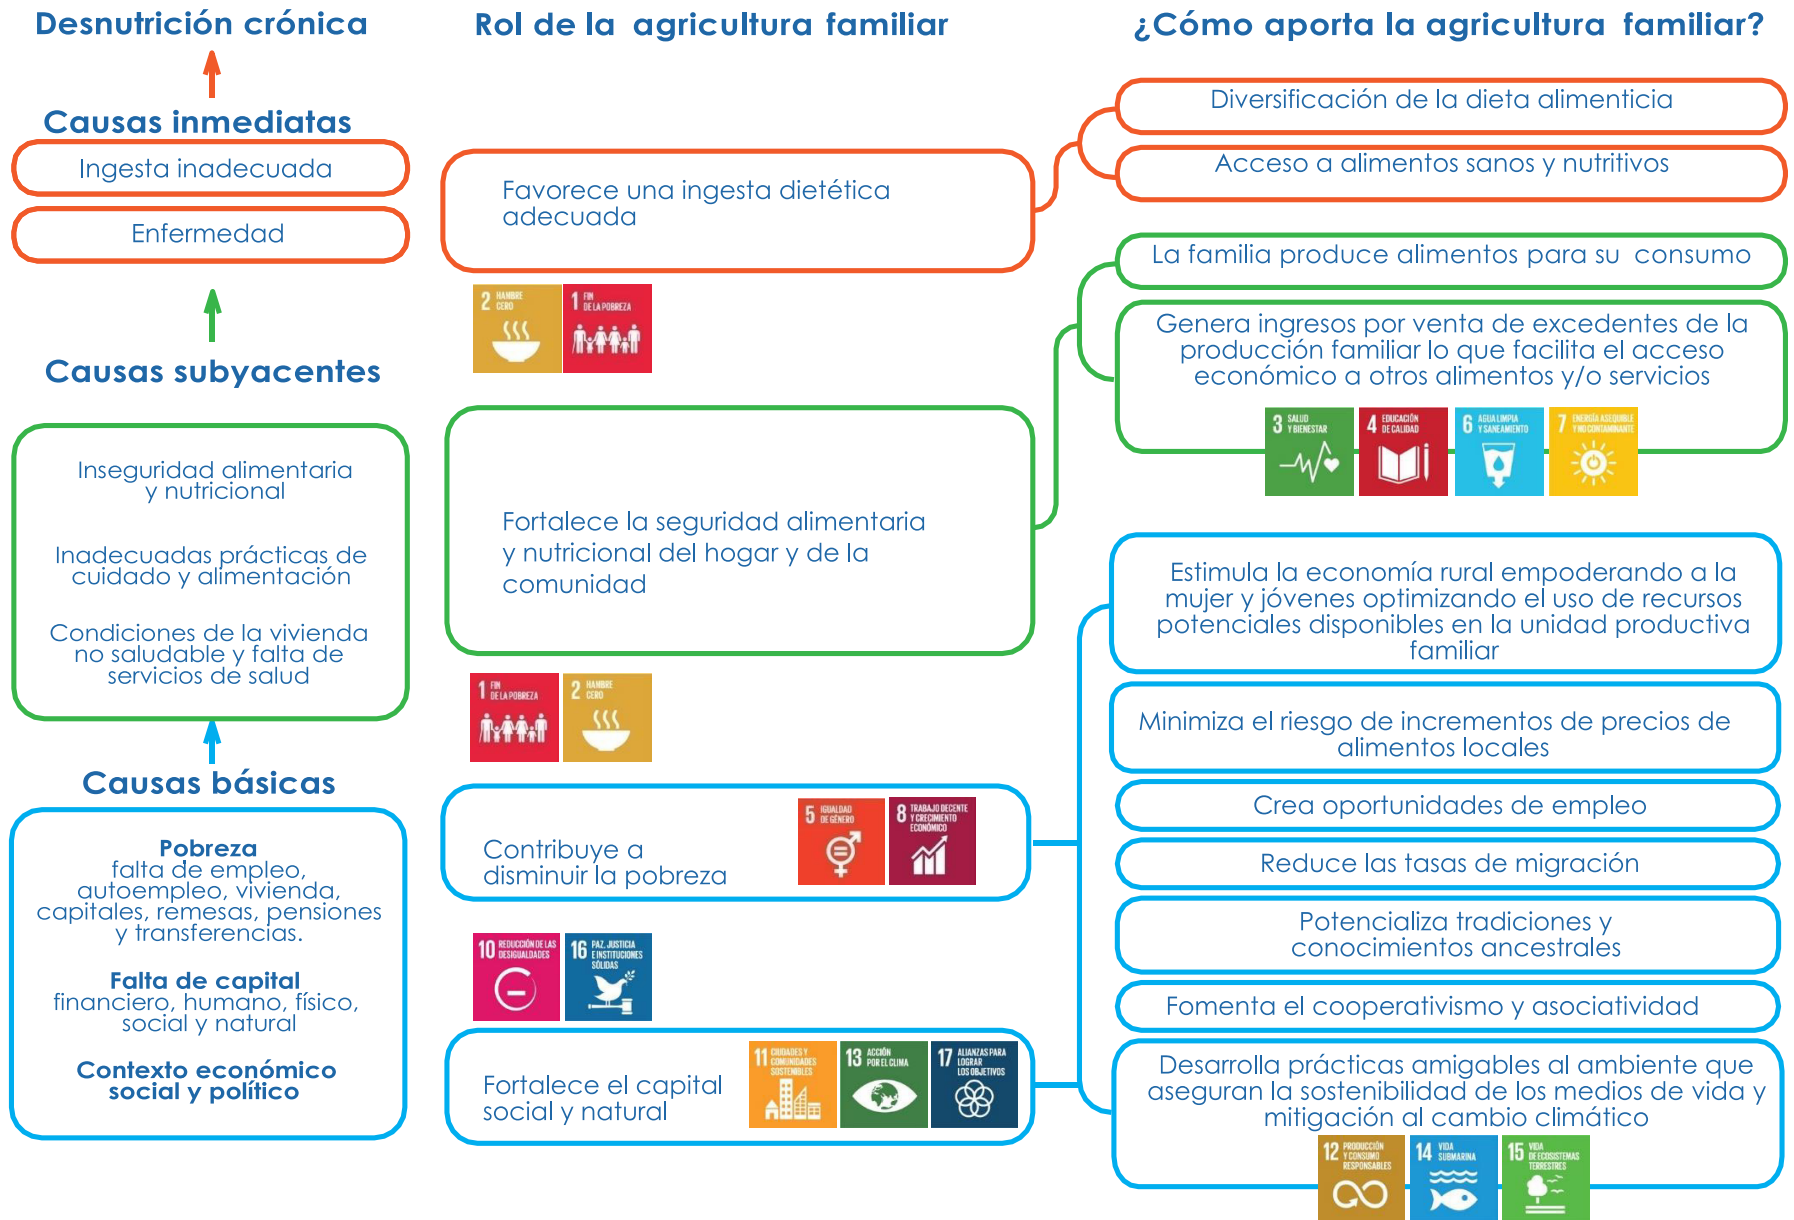 Desnutrición crónica
Causas inmediatas
Ingesta inadecuada
Enfermedad
Causas subyacentes
Inseguridad alimentaria
y nutricional
Inadecuadas prácticas de
cuidado y alimentación
Condiciones de la vivienda
no saludable y falta de
servicios de salud
Causas básicas
Pobreza
falta de empleo,
autoempleo, vivienda,
capitales, remesas, pensiones
y transferencias.
Falta de capital
financiero, humano, físico,
social y natural
Contexto económico
social y político
Rol de la agricultura familiar
Favorece una ingesta dietética
adecuada
2 HAMBRE
CERO
1 FIN
DE LA POBREZA
Fortalece la seguridad alimentaria
y nutricional del hogar y de la
comunidad
1 FIN
DE LA POBREZA
2 HAMBRE
CERO
Contribuye a
disminuir la pobreza
5 IGUALDAD
DE GÉNERO
8 TRABAJO DECENTE
Y CRECIMIENTO
ECONÓMICO
10 REDUCCIÓN DE LAS
DESIGUALDADES
16 PAZ, JUSTICIA
E INSTITUCIONES
SÓLIDAS
Fortalece el capital
social y natural
11 CIUDADES Y
COMUNIDADES
SOSTENIBLES
13 ACCIÓN
POR EL CLIMA
17 ALIANZAS PARA
LOGRAR
LOS OBJETIVOS
¿Cómo aporta la agricultura familiar?
Diversificación de la dieta alimenticia
Acceso a alimentos sanos y nutritivos
La familia produce alimentos para su consumo
Genera ingresos por venta de excedentes de la
producción familiar lo que facilita el acceso
económico a otros alimentos y/o servicios
3 SALUD
Y BIENESTAR
4 EDUCACIÓN
DE CALIDAD
6 AGUA LIMPIA
Y SANEAMIENTO
7 ENERGÍA ASEQUIBLE
Y NO CONTAMINANTE
Estimula la economía rural empoderando a la
mujer y jóvenes optimizando el uso de recursos
potenciales disponibles en la unidad productiva
familiar
Minimiza el riesgo de incrementos de precios de
alimentos locales
Crea oportunidades de empleo
Reduce las tasas de migración
Potencializa tradiciones y
conocimientos ancestrales
Fomenta el cooperativismo y asociatividad
Desarrolla prácticas amigables al ambiente que
aseguran la sostenibilidad de los medios de vida y
mitigación al cambio climático
12 PRODUCCIÓN
Y CONSUMO
RESPONSABLES
14 VIDA
SUBMARINA
15 VIDA
DE ECOSISTEMAS
TERRESTRES